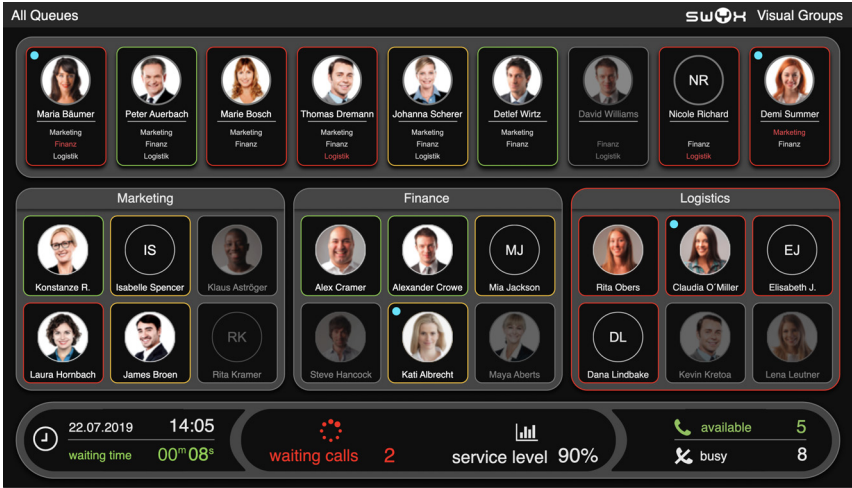 All Queues
swyx Visual Groups
Maria Bäumer
Marketing
Finanz
Logistik
Peter Auerbach
Marketing
Finanz
Logistik
Marie Bosch
Marketing
Finanz
Thomas Dremann
Marketing
Finanz
Logistik
Johanna Scherer
Marketing
Finanz
Logistik
Detlef Wirtz
Marketing
Finanz
David Williams
Finanz
Logistik
NR
Nicole Richard
Finanz
Logistik
Demi Summer
Marketing
Finanz
Logistik
Marketing
Konstanze R.
IS
Isabelle Spencer
Klaus Aströger
Laura Hornbach
James Broen
RK
Rita Kramer
Finance
Alex Cramer
Alexander Crowe
MJ
Mia Jackson
Steve Hancock
Kati Albrecht
Maya Aberts
Logistics
Rita Obers
Claudia O´Miller
EJ
Elisabeth J.
DL
Dana Lindbake
Kevin Kretoa
Lena Leutner
22.07.2019 14:05
waiting time 00m08s
waiting calls 2
service level 90%
available 5
busy 8